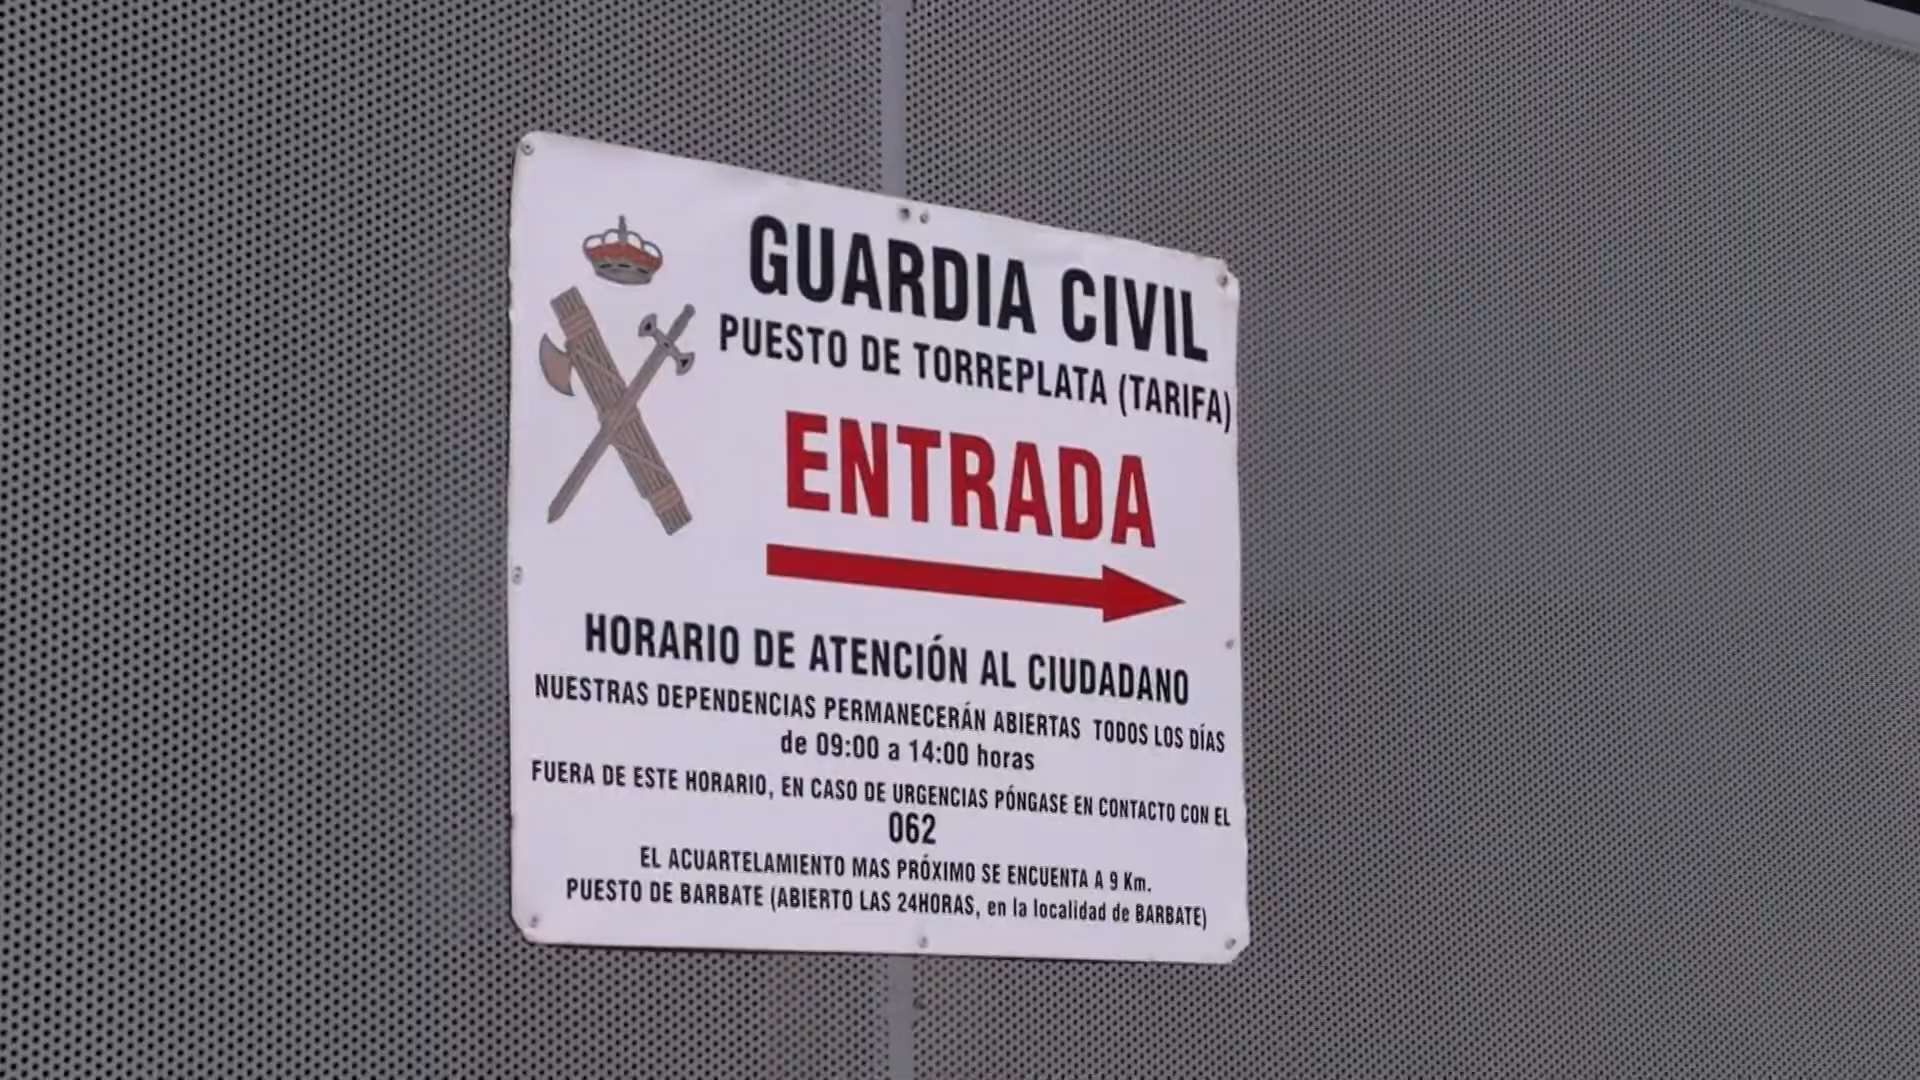 GUARDIA CIVIL
PUESTO DE TORREPLATA (TARIFA)
ENTRADA
HORARIO DE ATENCIÓN AL CIUDADANO
NUESTRAS DEPENDENCIAS PERMANECERÁN ABIERTAS TODOS LOS DÍAS
de 09:00 a 14:00 horas
FUERA DE ESTE HORARIO, EN CASO DE URGENCIAS PÓNGASE EN CONTACTO CON EL
062
EL ACUARTELAMIENTO MAS PRÓXIMO SE ENCUENTA A 9 Km.
PUESTO DE BARBATE (ABIERTO LAS 24HORAS, en la localidad de BARBATE)